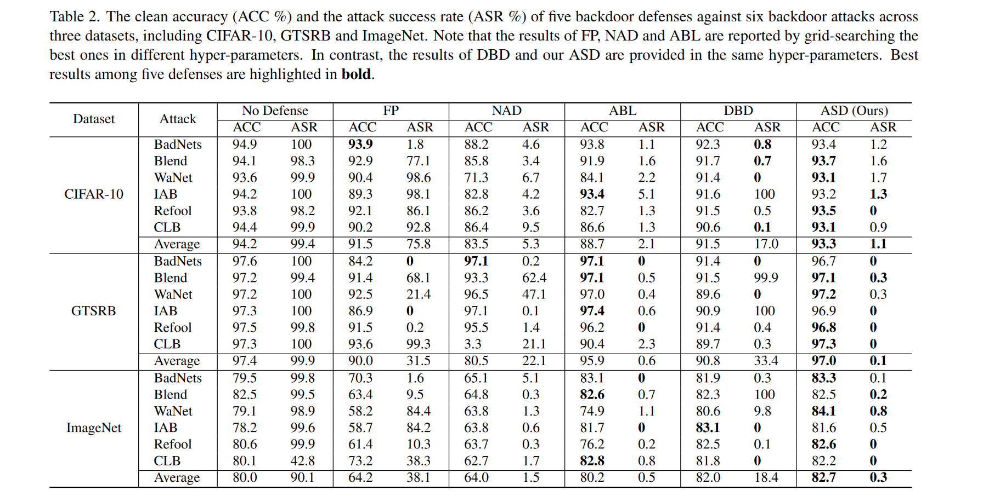 Table 2. The clean accuracy (ACC %) and the attack success rate (ASR %) of five backdoor defenses against six backdoor attacks across
three datasets, including CIFAR-10, GTSRB and ImageNet. Note that the results of FP, NAD and ABL are reported by grid-searching the
best ones in different hyper-parameters. In contrast, the results of DBD and our ASD are provided in the same hyper-parameters. Best
results among five defenses are highlighted in bold.
Dataset Attack No Defense FP NAD ABL DBD ASD (Ours)
ACC ASR ACC ASR ACC ASR ACC ASR ACC ASR ACC ASR
CIFAR-10
BadNets 94.9 100 93.9 1.8 88.2 4.6 93.8 1.1 92.3 0.8 93.4 1.2
Blend 94.1 98.3 92.9 77.1 85.8 3.4 91.9 1.6 91.7 0.7 93.7 1.6
WaNet 93.6 99.9 90.4 98.6 71.3 6.7 84.1 2.2 91.4 0 93.1 1.7
IAB 94.2 100 89.3 98.1 82.8 4.2 93.4 5.1 91.6 100 93.2 1.3
Refool 93.8 98.2 92.1 86.1 86.2 3.6 82.7 1.3 91.5 0.5 93.5 0
CLB 94.4 99.9 90.2 92.8 86.4 9.5 86.6 1.3 90.6 0.1 93.1 0.9
Average 94.2 99.4 91.5 75.8 83.5 5.3 88.7 2.1 91.5 17.0 93.3 1.1
GTSRB
BadNets 97.6 100 84.2 0 97.1 0.2 97.1 0 91.4 0 96.7 0
Blend 97.2 99.4 91.4 68.1 93.3 62.4 97.1 0.5 91.5 99.9 97.1 0.3
WaNet 97.2 100 92.5 21.4 96.5 47.1 97.0 0.4 89.6 0 97.2 0.3
IAB 97.3 100 86.9 0 97.1 0.1 97.4 0.6 90.9 100 96.9 0
Refool 97.5 99.8 91.5 0.2 95.5 1.4 96.2 0 91.4 0.4 96.8 0
CLB 97.3 100 93.6 99.3 3.3 21.1 90.4 2.3 89.7 0.3 97.3 0
Average 97.4 99.9 90.0 31.5 80.5 22.1 95.9 0.6 90.8 33.4 97.0 0.1
ImageNet
BadNets 79.5 99.8 70.3 1.6 65.1 5.1 83.1 0 81.9 0.3 83.3 0.1
Blend 82.5 99.5 63.4 9.5 64.8 0.3 82.6 0.7 82.3 100 82.5 0.2
WaNet 79.1 98.9 58.2 84.4 63.8 1.3 74.9 1.1 80.6 9.8 84.1 0.8
IAB 78.2 99.6 58.7 84.2 63.8 0.6 81.7 0 83.1 0 81.6 0.5
Refool 80.6 99.9 61.4 10.3 63.7 0.3 76.2 0.2 82.5 0.1 82.6 0
CLB 80.1 42.8 73.2 38.3 62.7 1.7 82.8 0.8 81.8 0 82.2 0
Average 80.0 90.1 64.2 38.1 64.0 1.5 80.2 0.5 82.0 18.4 82.7 0.3